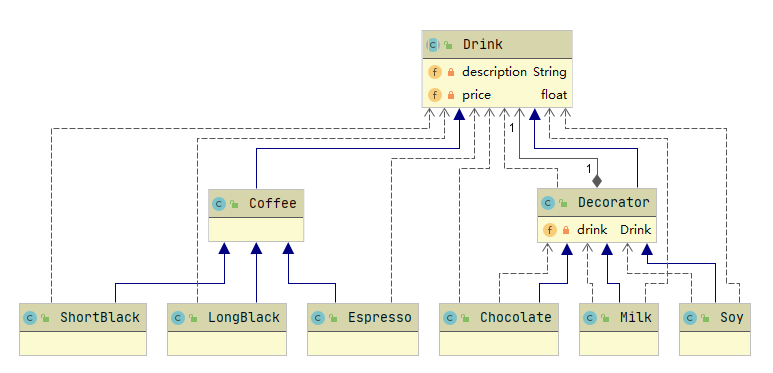 Drink
description String
price float
1
1
Coffee
Decorator
drink Drink
ShortBlack
LongBlack
Espresso
Chocolate
Milk
Soy